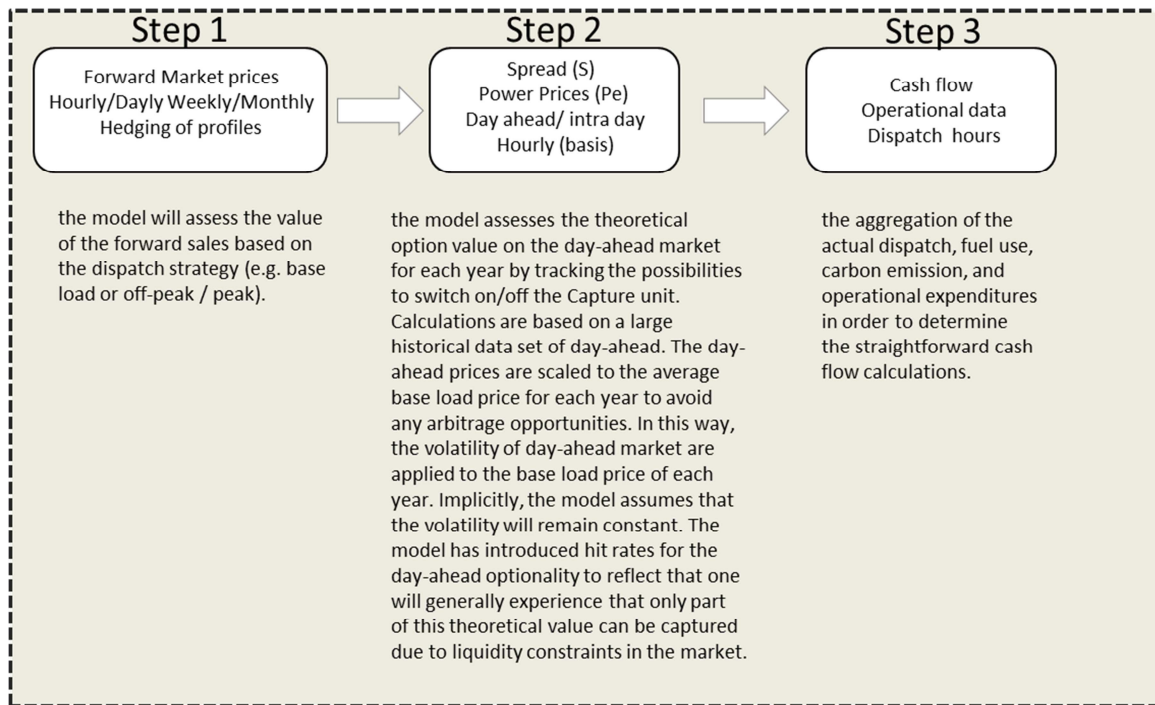 Step 1
Forward Market prices
Hourly/Dayly Weekly/Monthly
Hedging of profiles
the model will assess the value
of the forward sales based on
the dispatch strategy (e.g. base
load or off-peak / peak).
Step 2
Spread (S)
Power Prices (Pe)
Day ahead/ intra day
Hourly (basis)
the model assesses the theoretical
option value on the day-ahead market
for each year by tracking the possibilities
to switch on/off the Capture unit.
Calculations are based on a large
historical data set of day-ahead. The day-
ahead prices are scaled to the average
base load price for each year to avoid
any arbitrage opportunities. In this way,
the volatility of day-ahead market are
applied to the base load price of each
year. Implicitly, the model assumes that
the volatility will remain constant. The
model has introduced hit rates for the
day-ahead optionality to reflect that one
will generally experience that only part
of this theoretical value can be captured
due to liquidity constraints in the market.
Step 3
Cash flow
Operational data
Dispatch hours
the aggregation of the
actual dispatch, fuel use,
carbon emission, and
operational expenditures
in order to determine
the straightforward cash
flow calculations.